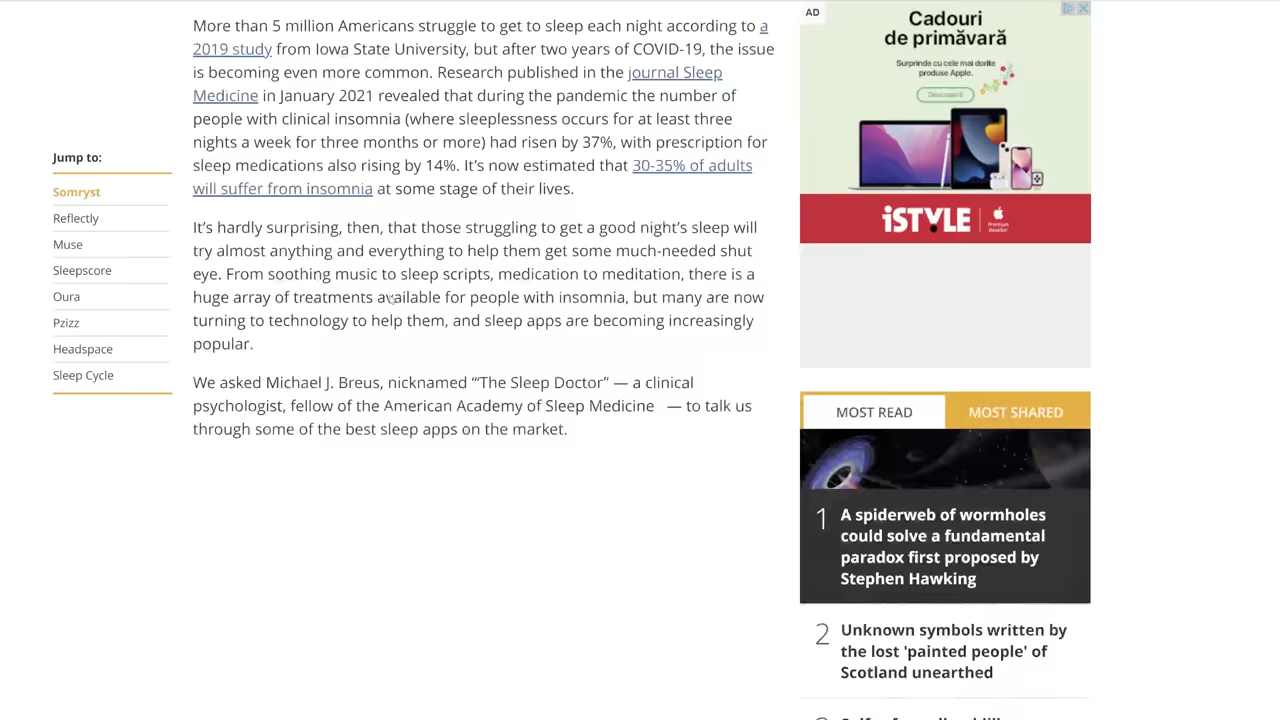 More than 5 million Americans struggle to get to sleep each night according to a
2019 study from Iowa State University, but after two years of COVID-19, the issue
is becoming even more common. Research published in the journal Sleep
Medicine in January 2021 revealed that during the pandemic the number of
people with clinical insomnia (where sleeplessness occurs for at least three
nights a week for three months or more) had risen by 37%, with prescription for
sleep medications also rising by 14%. It’s now estimated that 30-35% of adults
will suffer from insomnia at some stage of their lives.
It’s hardly surprising, then, that those struggling to get a good night’s sleep will
try almost anything and everything to help them get some much-needed shut
eye. From soothing music to sleep scripts, medication to meditation, there is a
huge array of treatments available for people with insomnia, but many are now
turning to technology to help them, and sleep apps are becoming increasingly
popular.
We asked Michael J. Breus, nicknamed “‘The Sleep Doctor” — a clinical
psychologist, fellow of the American Academy of Sleep Medicine — to talk us
through some of the best sleep apps on the market.
Jump to:
Somryst
Reflectly
Muse
Sleepscore
Oura
Pzizz
Headspace
Sleep Cycle
AD
Cadouri
de primăvară
Surprinde cu cele mai dorite
produse Apple.
Descoperă
iSTYLE
Premium
Reseller
MOST READ
MOST SHARED
1
A spiderweb of wormholes
could solve a fundamental
paradox first proposed by
Stephen Hawking
2
Unknown symbols written by
the lost 'painted people' of
Scotland unearthed